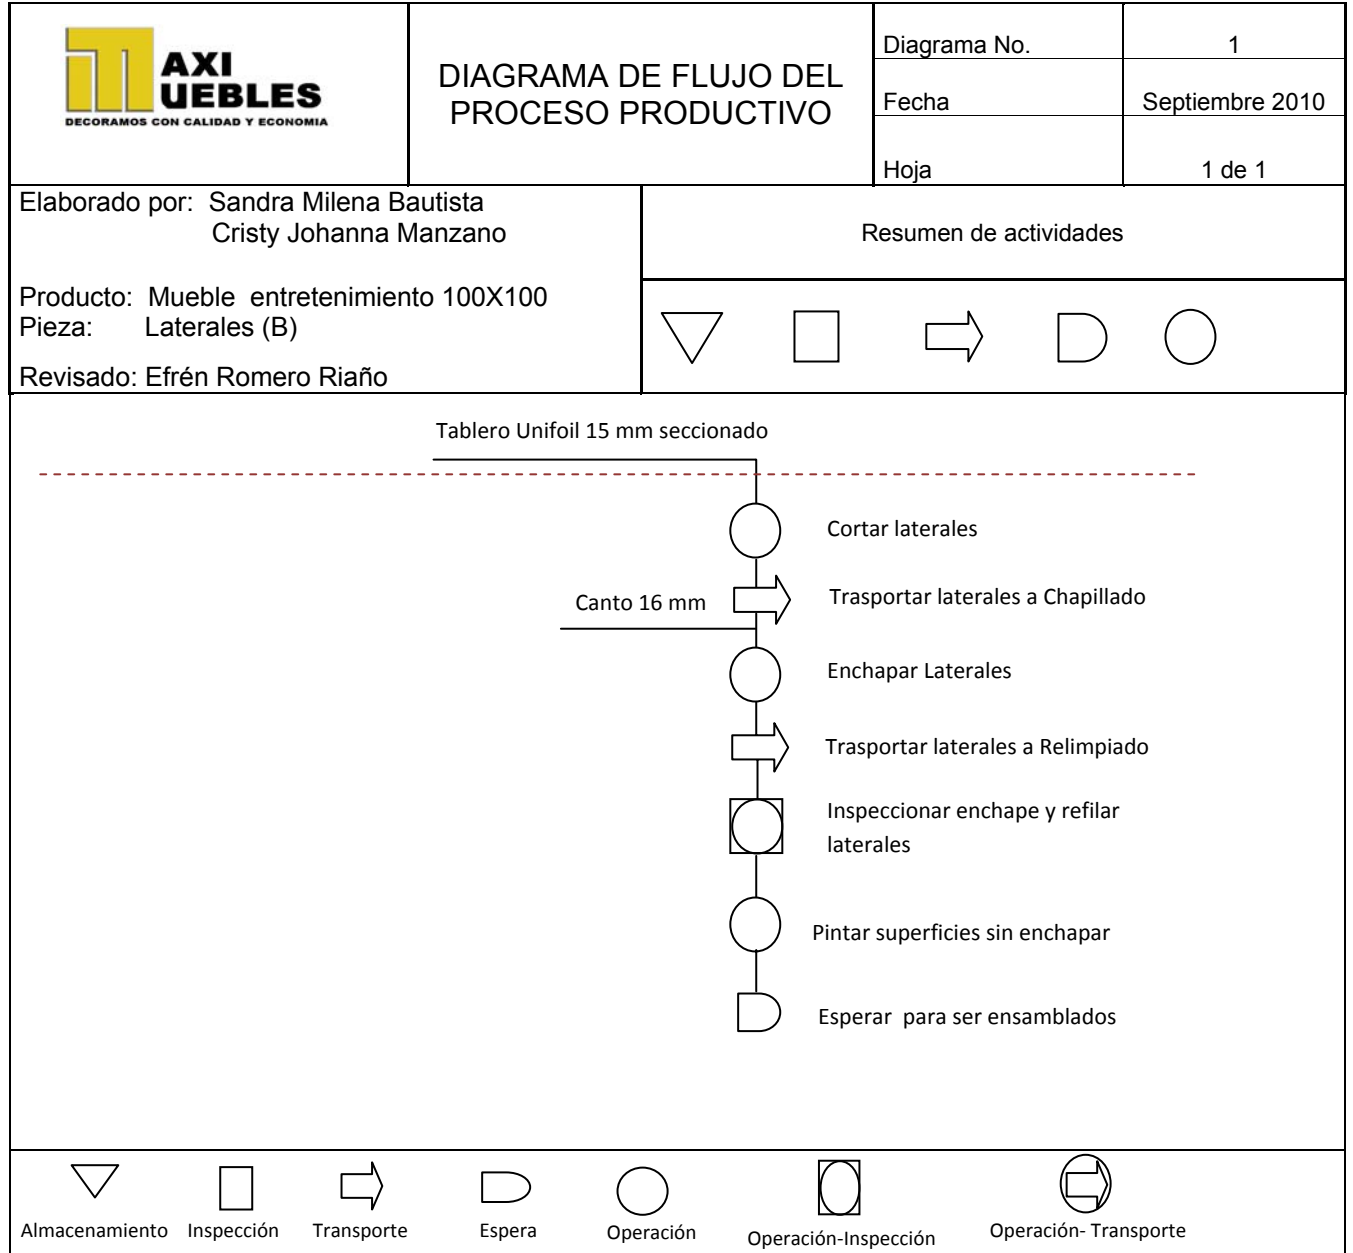 AXI
UEBLES
DECORAMOS CON CALIDAD Y ECONOMIA
DIAGRAMA DE FLUJO DEL
PROCESO PRODUCTIVO
Diagrama No. 1
Fecha Septiembre 2010
Hoja 1 de 1
Elaborado por: Sandra Milena Bautista
Cristy Johanna Manzano
Producto: Mueble entretenimiento 100X100
Pieza: Laterales (B)
Revisado: Efrén Romero Riaño
Resumen de actividades
Tablero Unifoil 15 mm seccionado
Cortar laterales
Trasportar laterales a Chapillado
Canto 16 mm
Enchapar Laterales
Trasportar laterales a Relimpiado
Inspeccionar enchape y refilar
laterales
Pintar superficies sin enchapar
Esperar para ser ensamblados
Almacenamiento
Inspección
Transporte
Espera
Operación
Operación-Inspección
Operación- Transporte